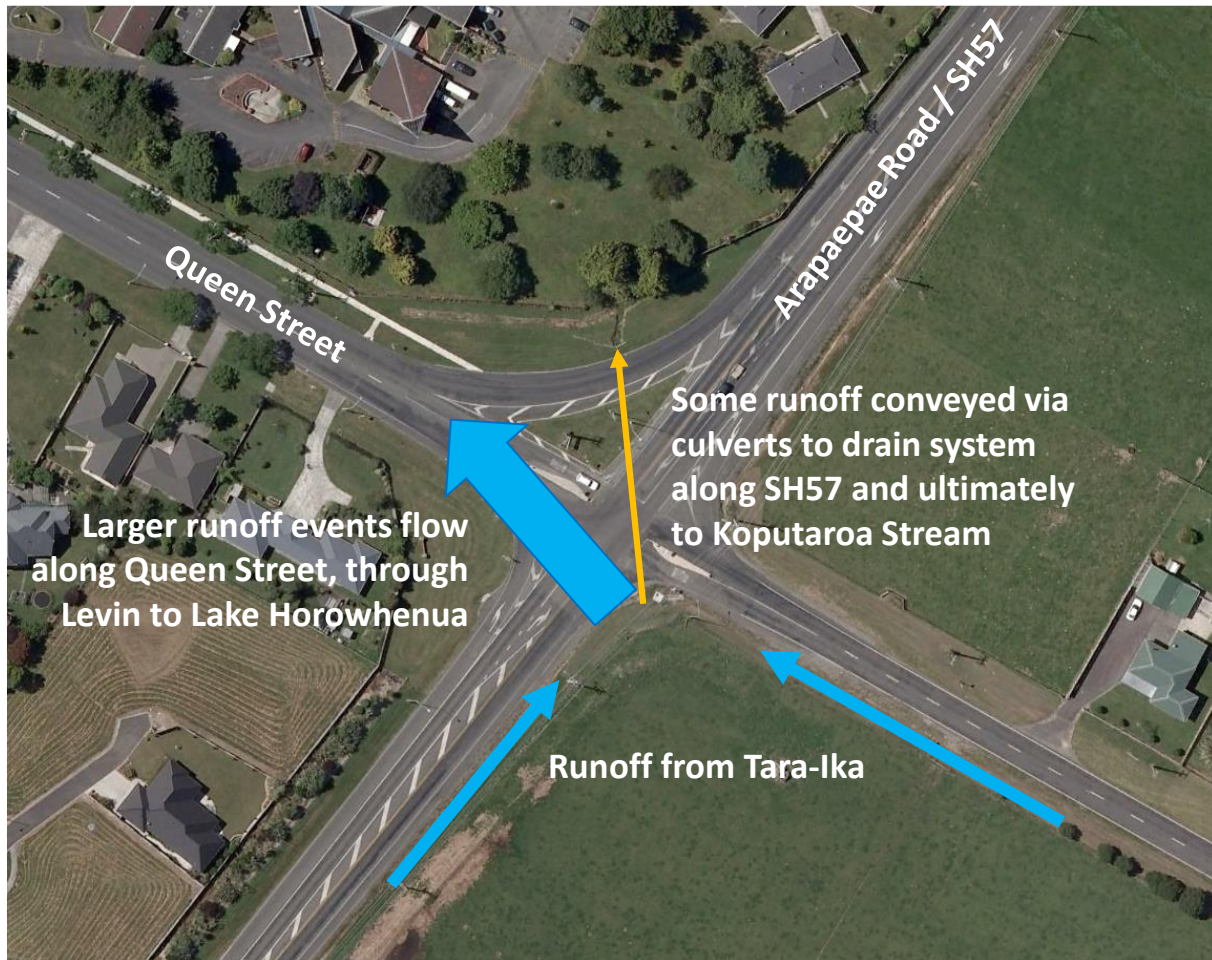 Arapaepae Road / SH57
Queen Street
Some runoff conveyed via
culverts to drain system
along SH57 and ultimately
to Koputaroa Stream
Larger runoff events flow
along Queen Street, through
Levin to Lake Horowhenua
Runoff from Tara-Ika